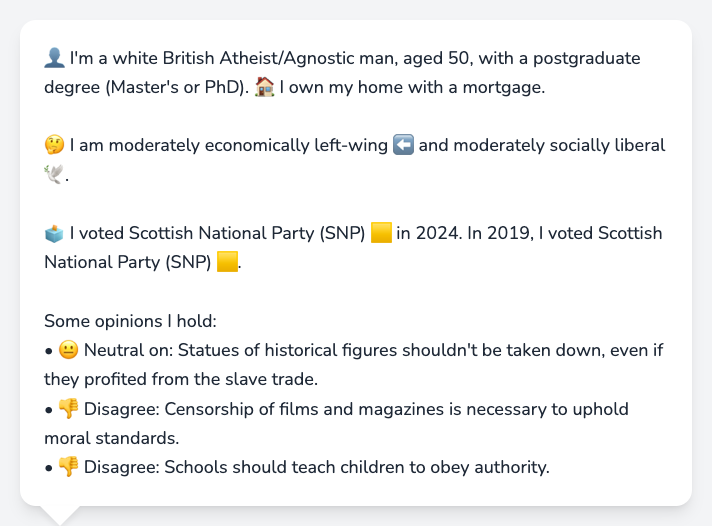 👤 I'm a white British Atheist/Agnostic man, aged 50, with a postgraduate
degree (Master's or PhD). 🏠 I own my home with a mortgage.
🤔 I am moderately economically left-wing ⬅️ and moderately socially liberal
🕊️.
🗳️ I voted Scottish National Party (SNP) 🟨 in 2024. In 2019, I voted Scottish
National Party (SNP) 🟨.
Some opinions I hold:
• 😐 Neutral on: Statues of historical figures shouldn't be taken down, even if
they profited from the slave trade.
• 👎 Disagree: Censorship of films and magazines is necessary to uphold
moral standards.
• 👎 Disagree: Schools should teach children to obey authority.